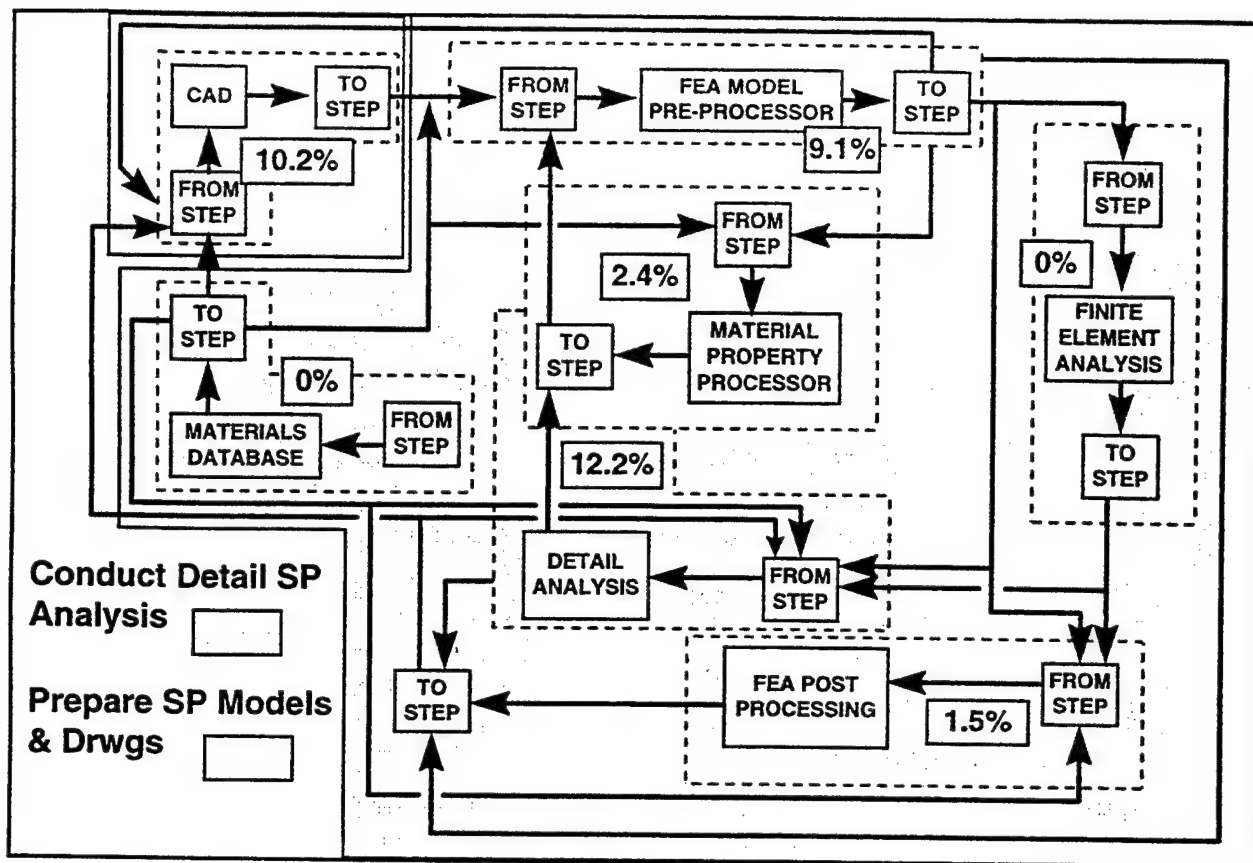 CAD
TO
STEP
FROM
STEP
FEA MODEL
PRE-PROCESSOR
TO
STEP
10.2%
9.1%
FROM
STEP
FROM
STEP
FROM
STEP
2.4%
0%
TO
STEP
TO
STEP
MATERIAL
PROPERTY
PROCESSOR
FINITE
ELEMENT
ANALYSIS
0%
MATERIALS
DATABASE
FROM
STEP
12.2%
TO
STEP
DETAIL
ANALYSIS
FROM
STEP
Conduct Detail SP
Analysis
TO
STEP
FEA POST
PROCESSING
1.5%
FROM
STEP
Prepare SP Models
& Drwgs